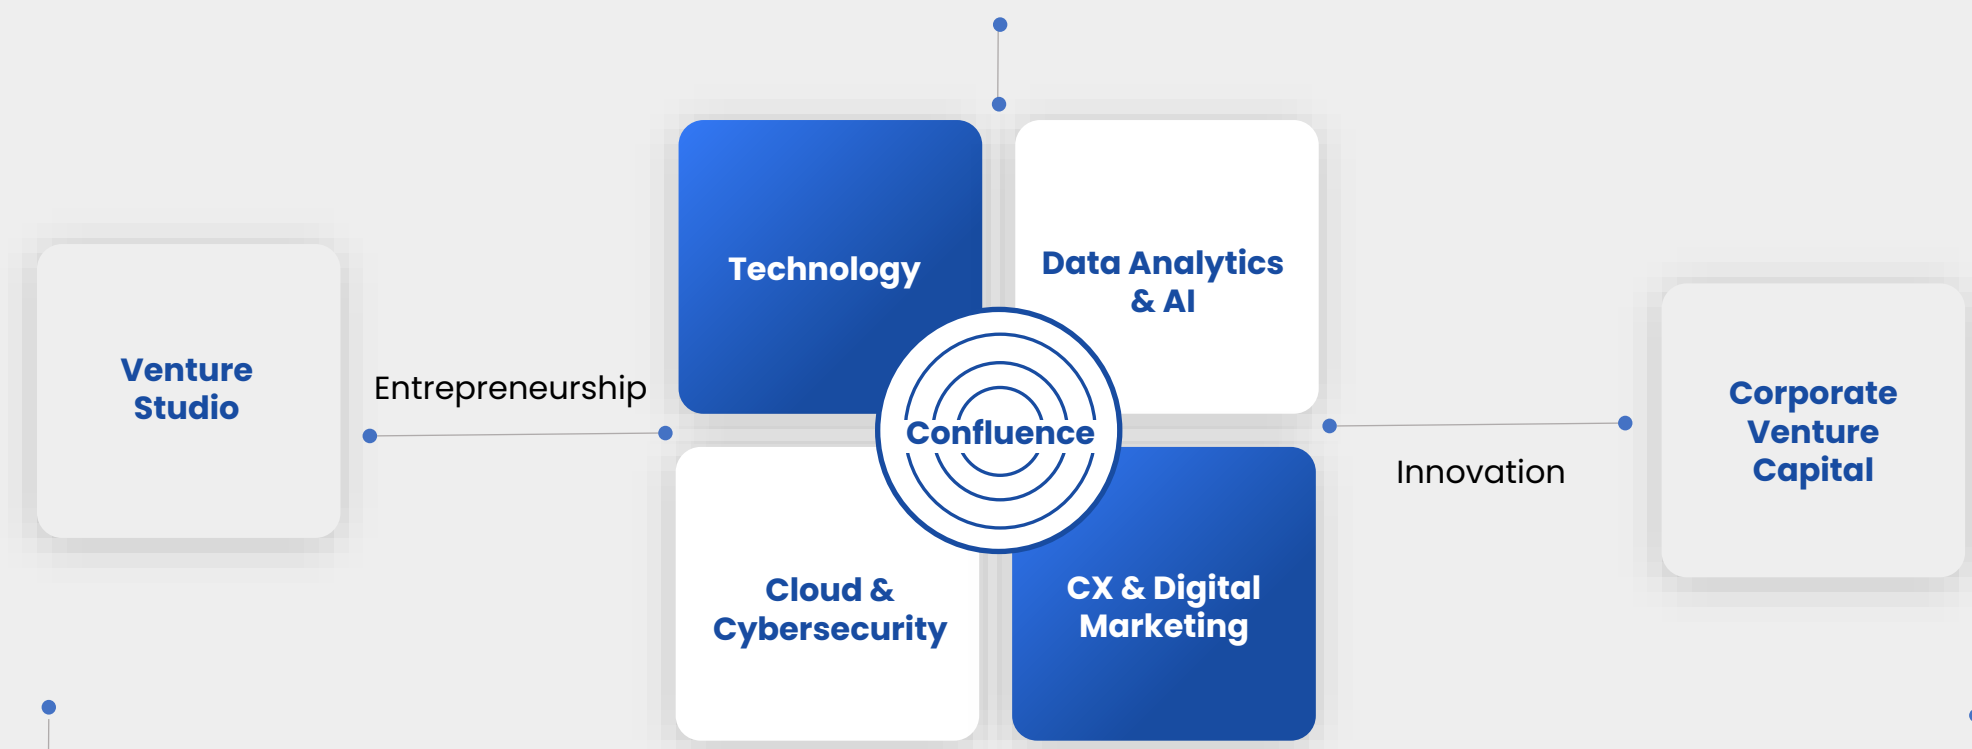 Technology
Data Analytics
& AI
Venture
Studio
Entrepreneurship
Confluence
Corporate
Venture
Capital
Innovation
Cloud &
Cybersecurity
CX & Digital
Marketing